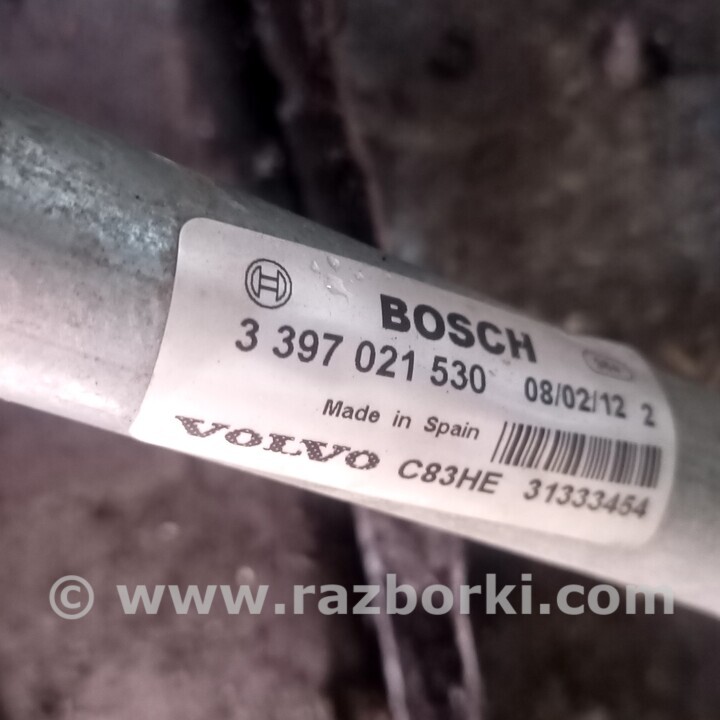 BOSCH
3 397 021 530 08/02/12 2
Made in Spain
VOLVO C83HE 31333454
© www.razborki.com